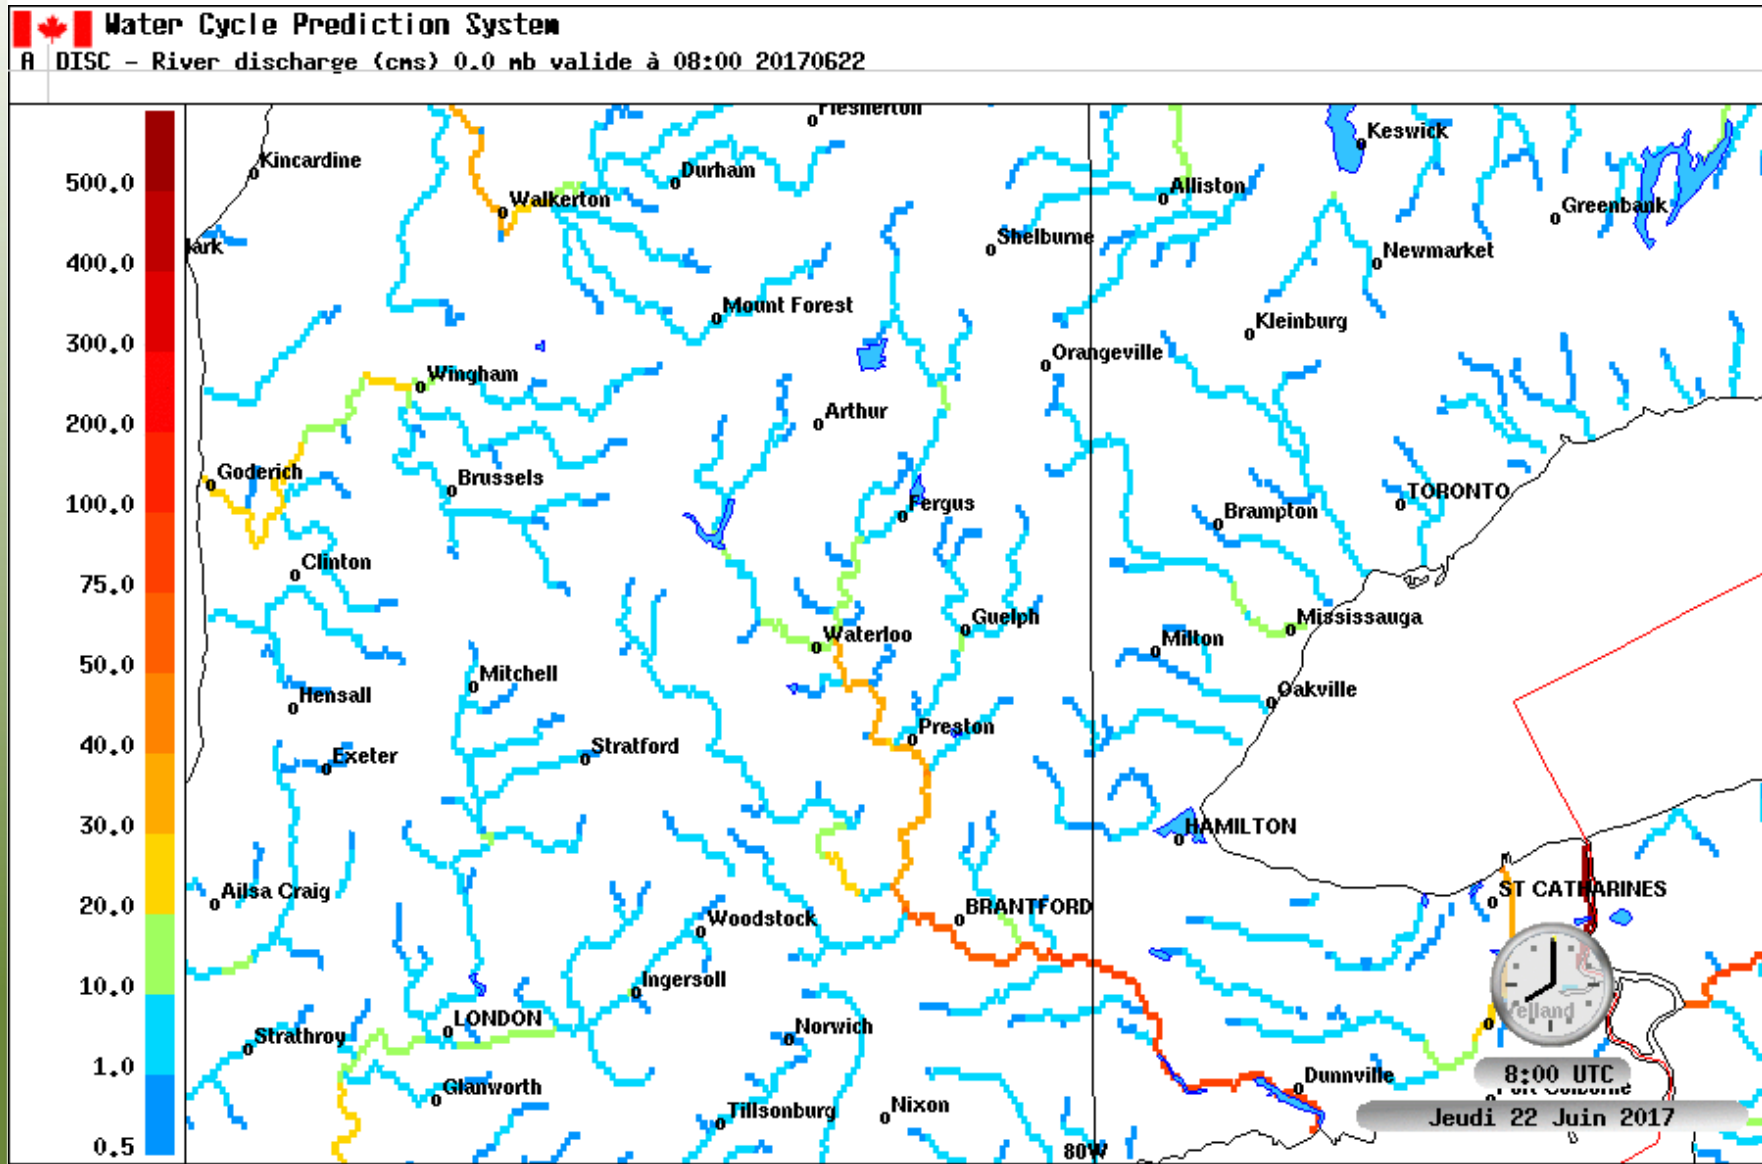 Water Cycle Prediction System
A DISC - River discharge (cms) 0.0 mb valide à 08:00 20170622
500.0
400.0
300.0
200.0
100.0
75.0
50.0
40.0
30.0
20.0
10.0
1.0
0.5
Kincardine
Durham
Walkerton
Alliston
Keswick
Greenbank
Shelburne
Newmarket
Mount Forest
Kleinburg
Orangeville
Wingham
Arthur
Goderich
Brussels
Fergus
Brampton
TORONTO
Clinton
Guelph
Mississauga
Waterloo
Milton
Mitchell
Hensall
Oakville
Preston
Stratford
Exeter
HAMILTON
Ailsa Craig
ST CATHARINES
BRANTFORD
Woodstock
Ingersoll
LONDON
Norwich
Strathroy
Glanworth
Dunnville
Tillsonburg
Nixon
80W
8:00 UTC
Jeudi 22 Juin 2017